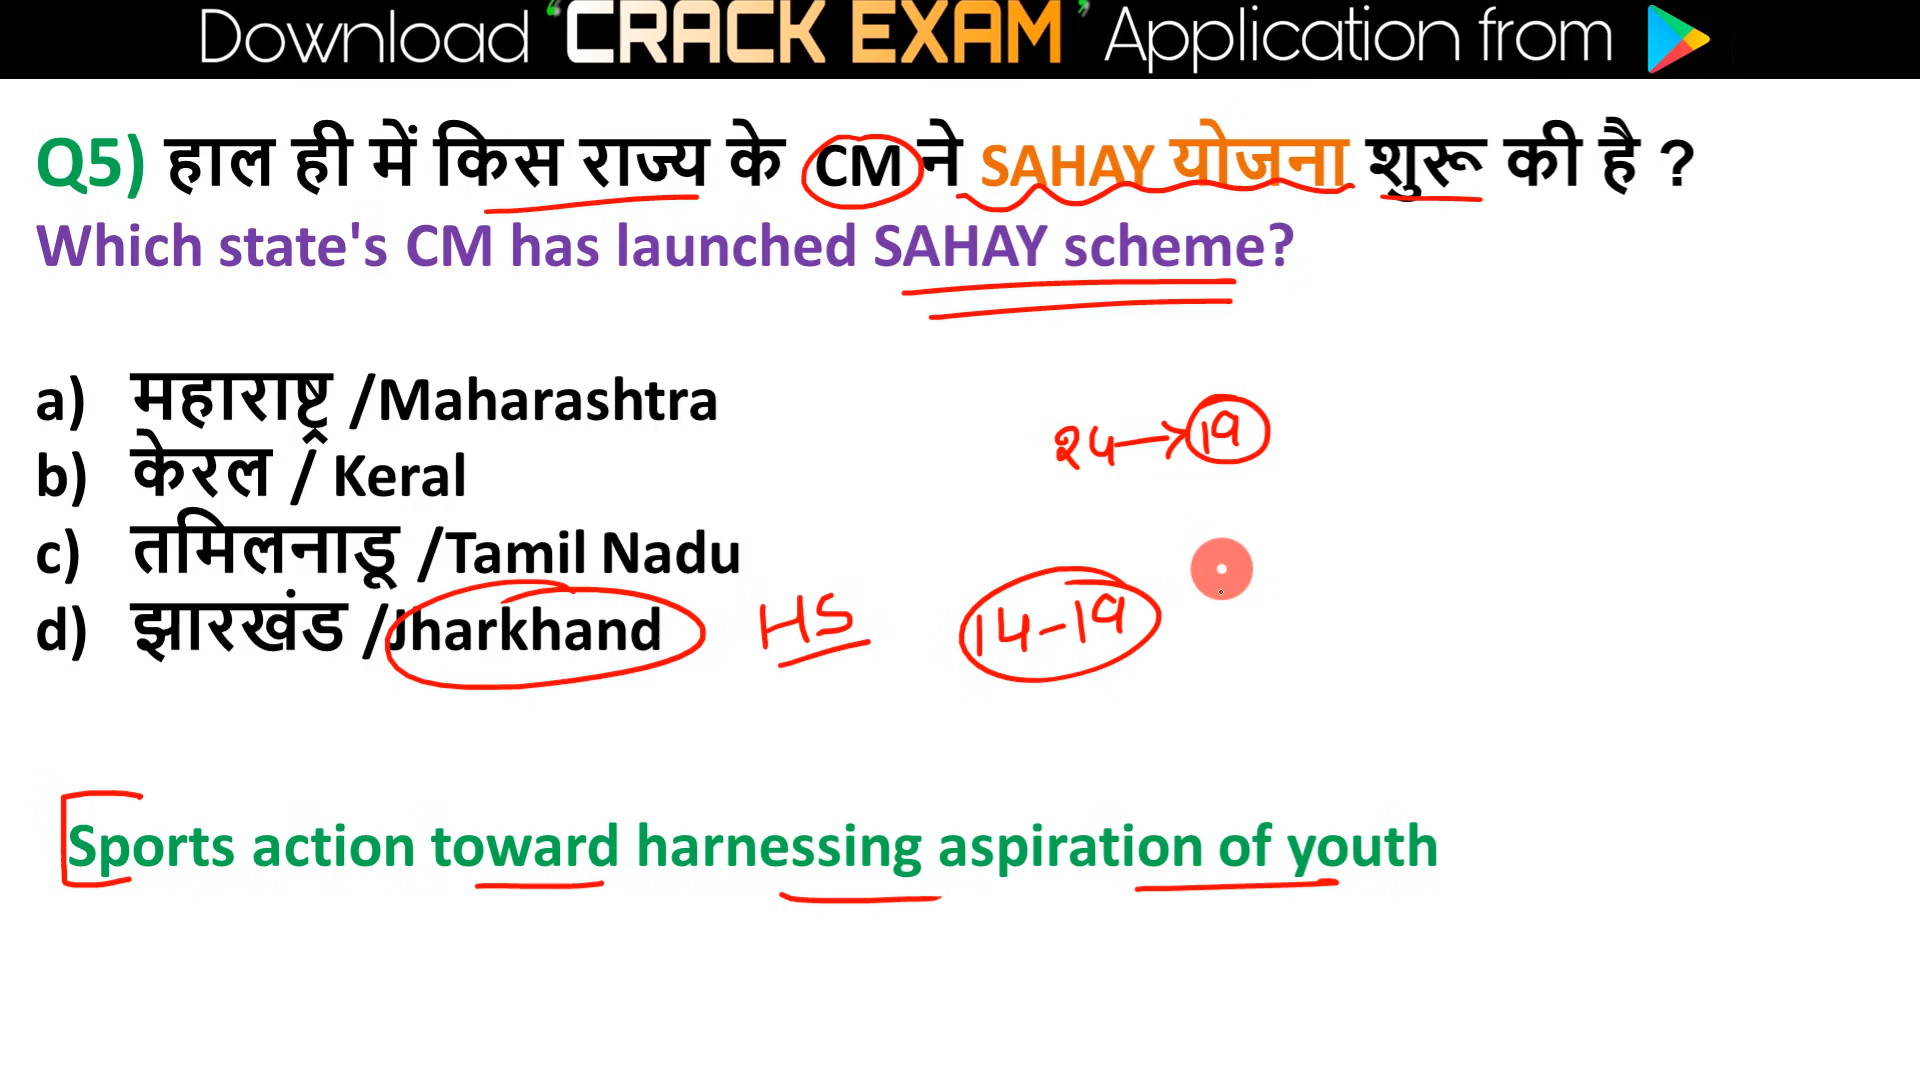 Download 'CRACK EXAM' Application from
Q5) हाल ही में किस राज्य के CM ने SAHAY योजना शुरू की है ?
Which state's CM has launched SAHAY scheme?
a) महाराष्ट्र /Maharashtra
b) केरल / Keral
c) तमिलनाडू /Tamil Nadu
d) झारखंड /Jharkhand
24→19
HS 14-19
Sports action toward harnessing aspiration of youth